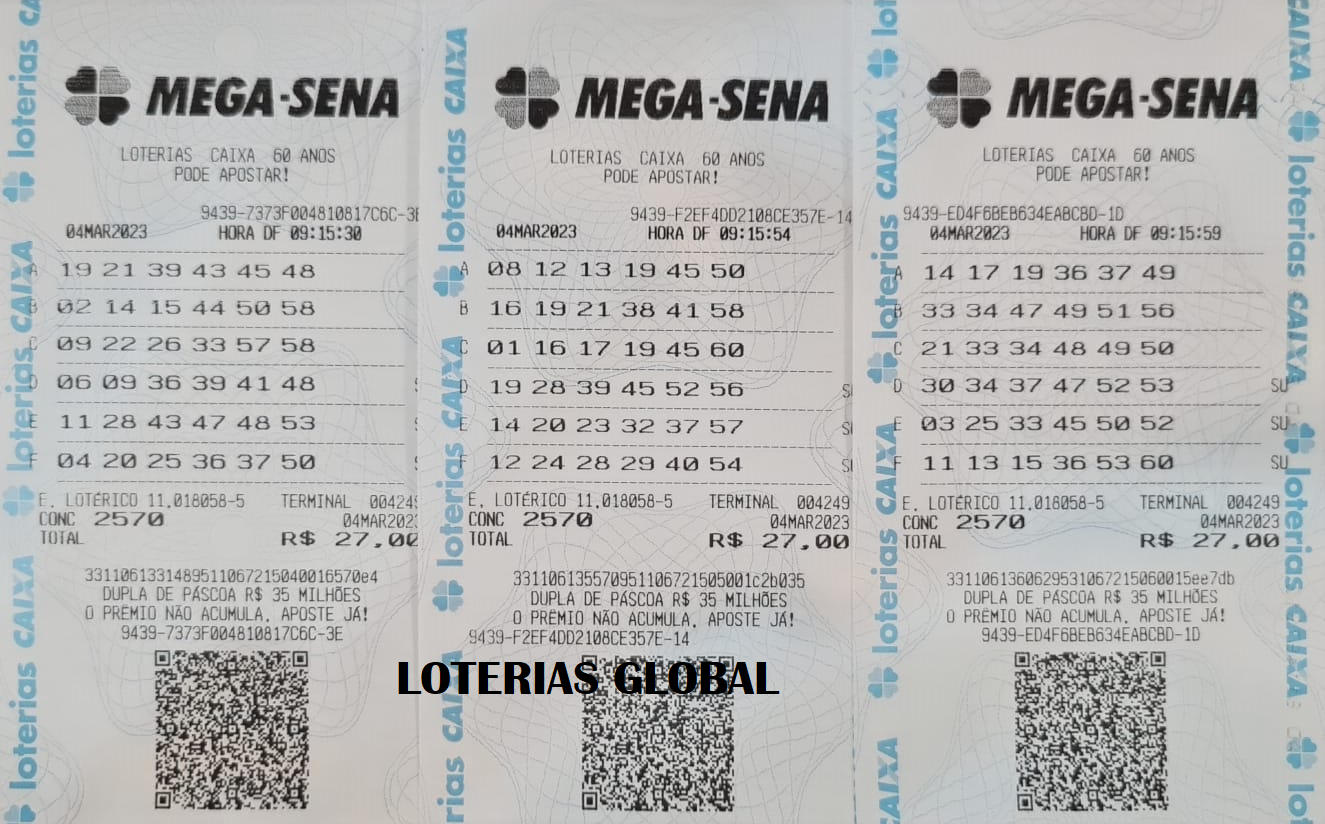 MEGA-SENA
LOTERIAS CAIXA 60 ANOS
PODE APOSTAR!
9439-7373F004810817C6C-3E
04MAR2023 HORA DF 09:15:30
A 19 21 39 43 45 48
B 02 14 15 44 50 58
C 09 22 26 33 57 58
D 06 09 36 39 41 48
E 11 28 43 47 48 53
F 04 20 25 36 37 50
E. LOTÉRICO 11.018058-5 TERMINAL 004249
CONC 2570 04MAR2023
TOTAL R$ 27,00
3311061331489511067215040016570e4
DUPLA DE PÁSCOA R$ 35 MILHÕES
O PRÊMIO NÃO ACUMULA, APOSTE JÁ!
9439-7373F004810817C6C-3E
MEGA-SENA
LOTERIAS CAIXA 60 ANOS
PODE APOSTAR!
9439-F2EF4DD2108CE357E-14
04MAR2023 HORA DF 09:15:54
A 08 12 13 19 45 50
B 16 19 21 38 41 58
C 01 16 17 19 45 60
D 19 28 39 45 52 56
E 14 20 23 32 37 57
F 12 24 28 29 40 54
E. LOTÉRICO 11.018058-5 TERMINAL 004249
CONC 2570 04MAR2023
TOTAL R$ 27,00
331106135570951106721505001c2b035
DUPLA DE PÁSCOA R$ 35 MILHÕES
O PRÊMIO NÃO ACUMULA, APOSTE JÁ!
9439-F2EF4DD2108CE357E-14
LOTERIAS GLOBAL
MEGA-SENA
LOTERIAS CAIXA 60 ANOS
PODE APOSTAR!
9439-ED4F6BEB634EABCBD-1D
04MAR2023 HORA DF 09:15:59
A 14 17 19 36 37 49
B 33 34 47 49 51 56
C 21 33 34 48 49 50
D 30 34 37 47 52 53 SU
E 03 25 33 45 50 52 SU
F 11 13 15 36 53 60 SU
E. LOTÉRICO 11.018058-5 TERMINAL 004249
CONC 2570 04MAR2023
TOTAL R$ 27,00
3311061360629531067215060015ee7db
DUPLA DE PÁSCOA R$ 35 MILHÕES
O PRÊMIO NÃO ACUMULA, APOSTE JÁ!
9439-ED4F6BEB634EABCBD-1D
loterias CAIXA
loterias CAIXA
loterias CAIXA
loterias CAIXA